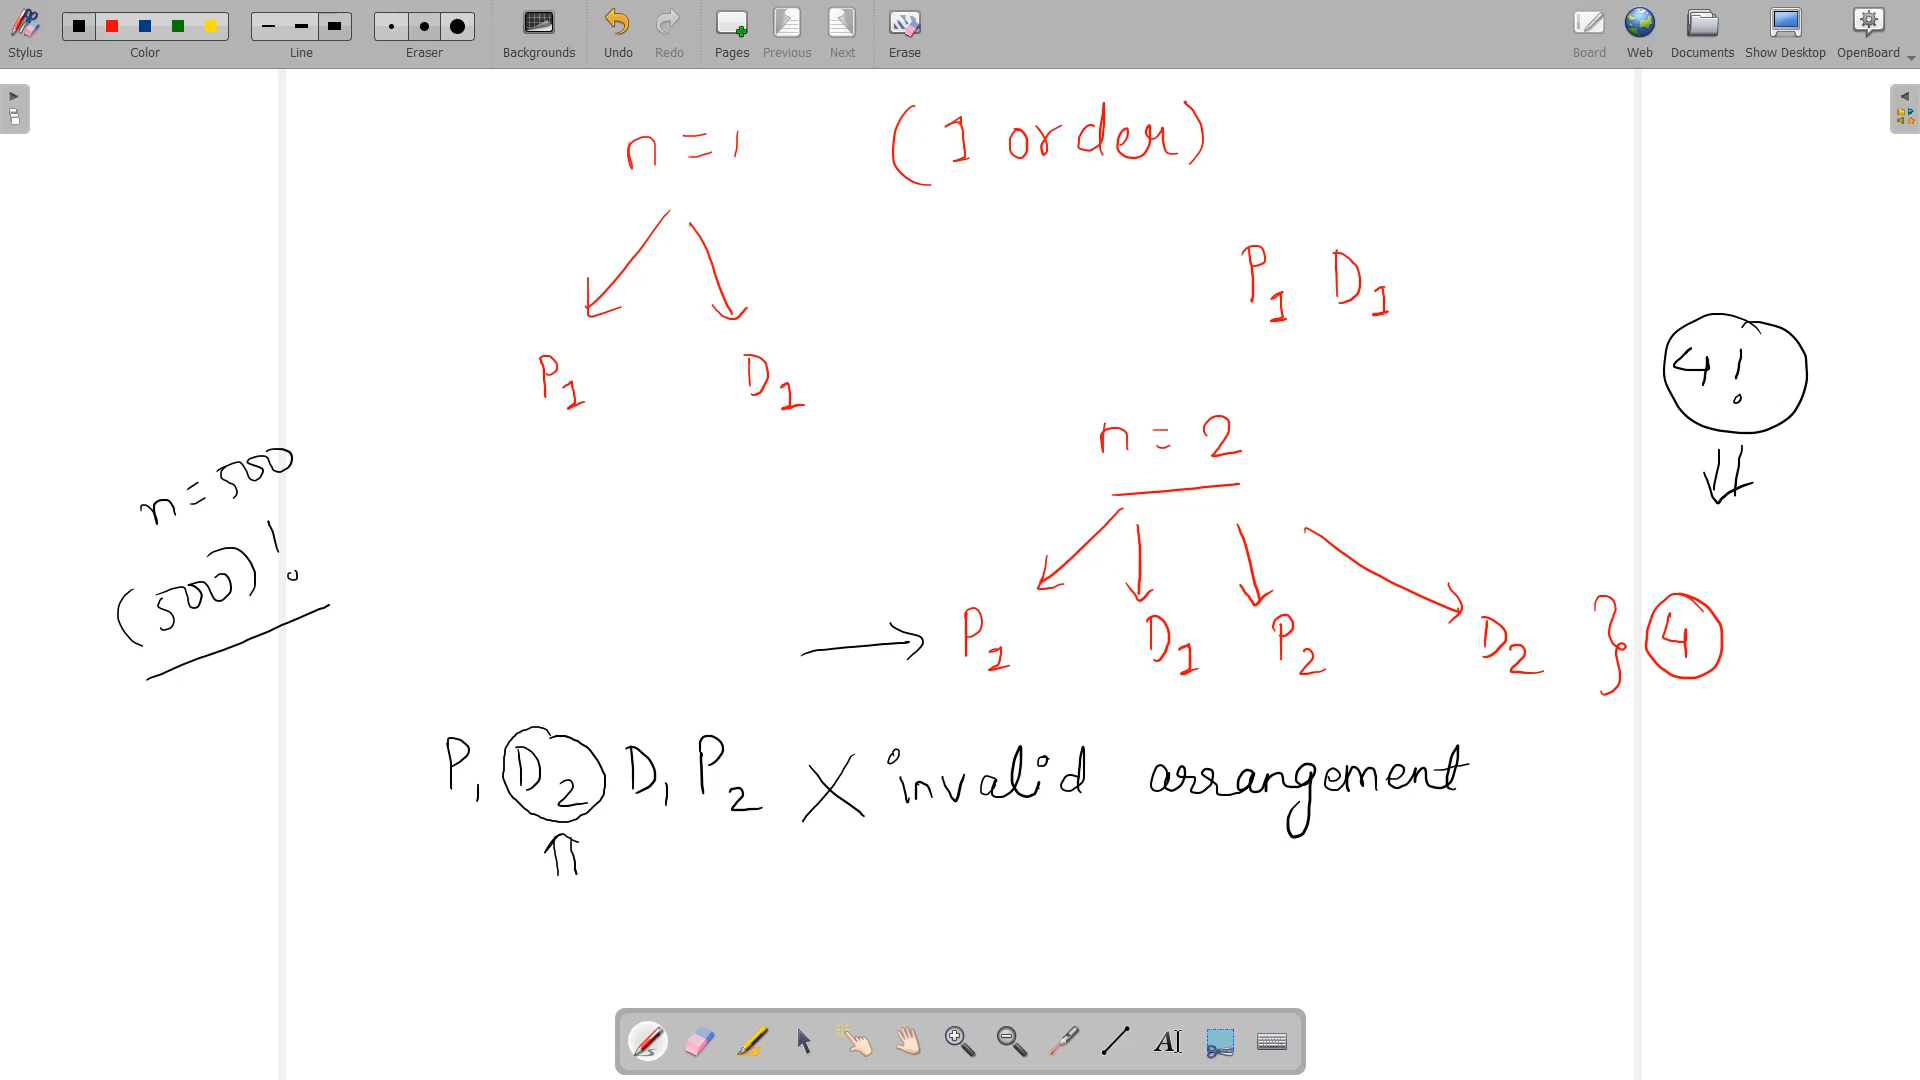 Stylus Color Line Eraser Backgrounds Undo Redo Pages Previous Next Erase Board Web Documents Show Desktop OpenBoard
n = 1 (1 order)
P1 D1
P1 D1
4!
n = 2
n = 500
(500)!
P1 D1 P2 D2 } 4
P1 D2 D1 P2 X invalid arrangement